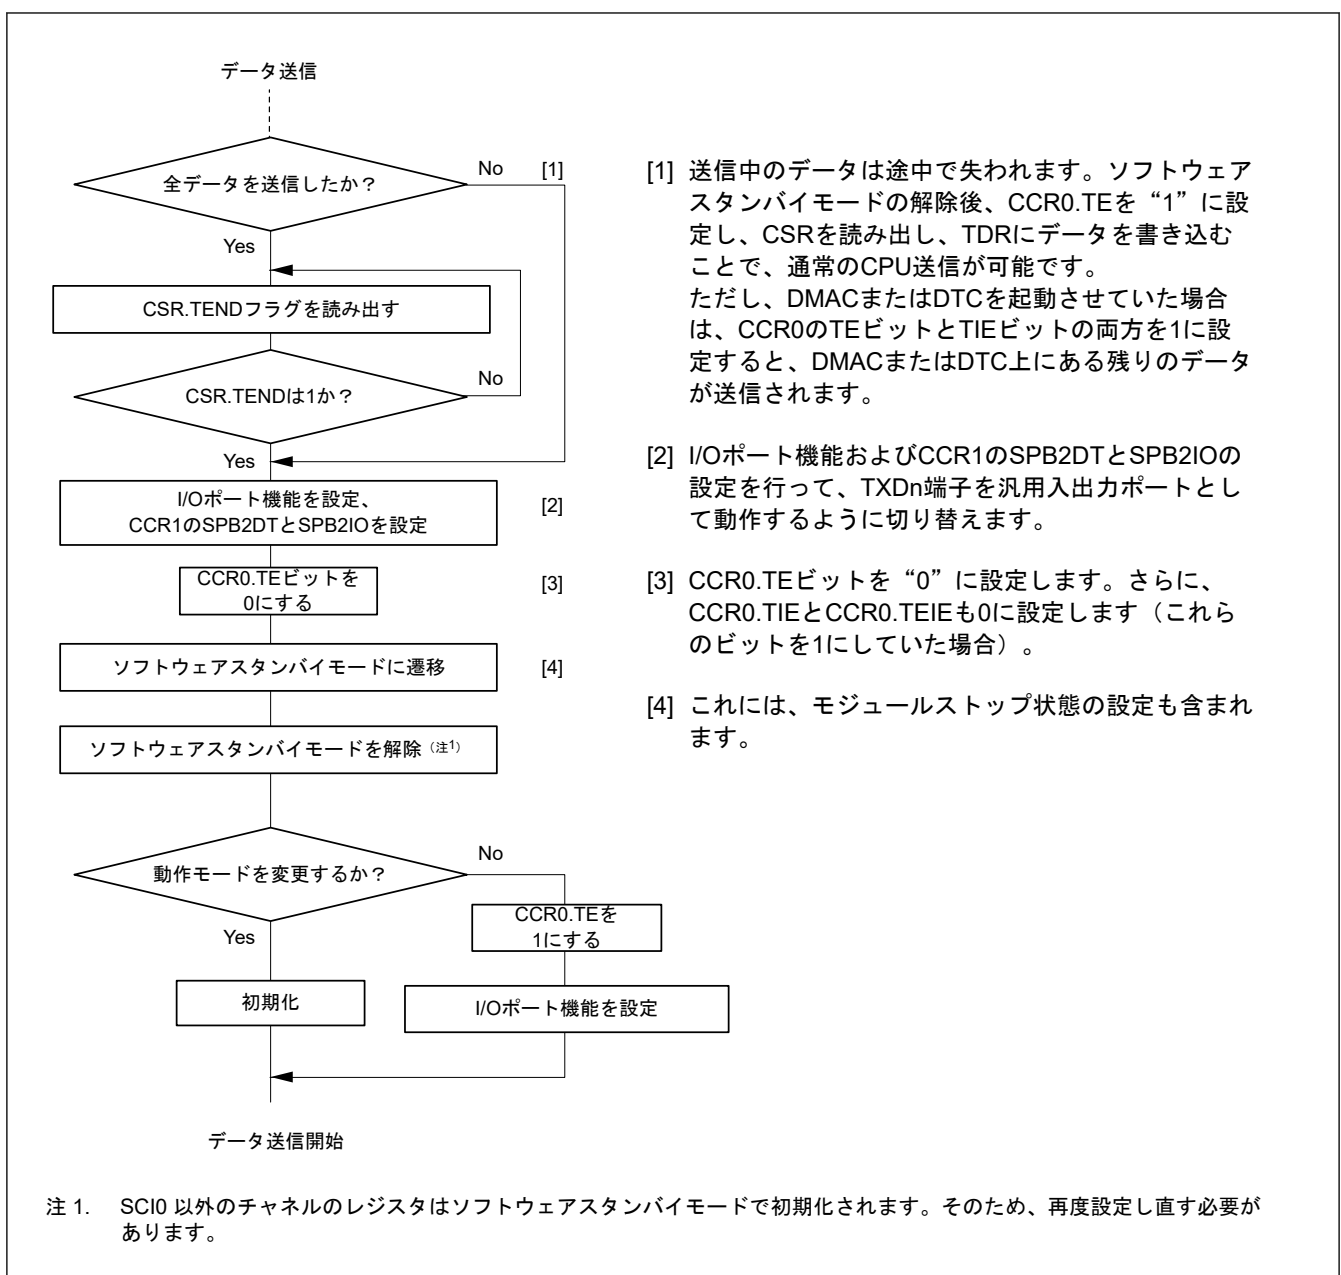 データ送信
全データを送信したか？
No
[1]
Yes
CSR.TENDフラグを読み出す
CSR.TENDは1か？
No
Yes
I/Oポート機能を設定、
CCR1のSPB2DTとSPB2IOを設定
[2]
CCR0.TEビットを
0にする
[3]
ソフトウェアスタンバイモードに遷移
[4]
ソフトウェアスタンバイモードを解除（注1）
動作モードを変更するか？
No
Yes
CCR0.TEを
1にする
初期化
I/Oポート機能を設定
データ送信開始
[1] 送信中のデータは途中で失われます。ソフトウェア
スタンバイモードの解除後、CCR0.TEを“1”に設
定し、CSRを読み出し、TDRにデータを書き込む
ことで、通常のCPU送信が可能です。
ただし、DMACまたはDTCを起動させていた場合
は、CCR0のTEビットとTIEビットの両方を1に設
定すると、DMACまたはDTC上にある残りのデータ
が送信されます。
[2] I/Oポート機能およびCCR1のSPB2DTとSPB2IOの
設定を行って、TXDn端子を汎用入出力ポートとし
て動作するように切り替えます。
[3] CCR0.TEビットを“0”に設定します。さらに、
CCR0.TIEとCCR0.TEIEも0に設定します（これら
のビットを1にしていた場合）。
[4] これには、モジュールストップ状態の設定も含まれ
ます。
注 1. SCI0 以外のチャネルのレジスタはソフトウェアスタンバイモードで初期化されます。そのため、再度設定し直す必要が
あります。